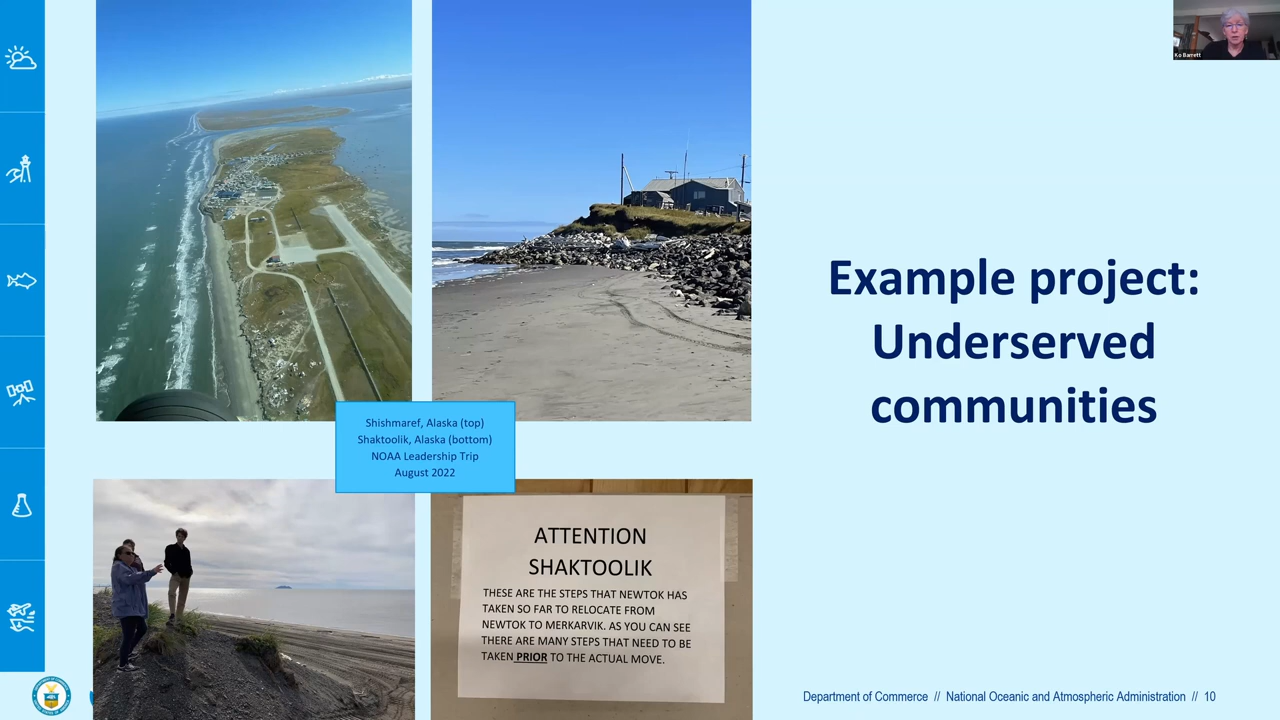 Ko Barrett
Example project:
Underserved
communities
Shishmaref, Alaska (top)
Shaktoolik, Alaska (bottom)
NOAA Leadership Trip
August 2022
ATTENTION
SHAKTOOLIK
THESE ARE THE STEPS THAT NEWTOK HAS
TAKEN SO FAR TO RELOCATE FROM
NEWTOK TO MERKARVIK. AS YOU CAN SEE
THERE ARE MANY STEPS THAT NEED TO BE
TAKEN PRIOR TO THE ACTUAL MOVE.
Department of Commerce // National Oceanic and Atmospheric Administration // 10